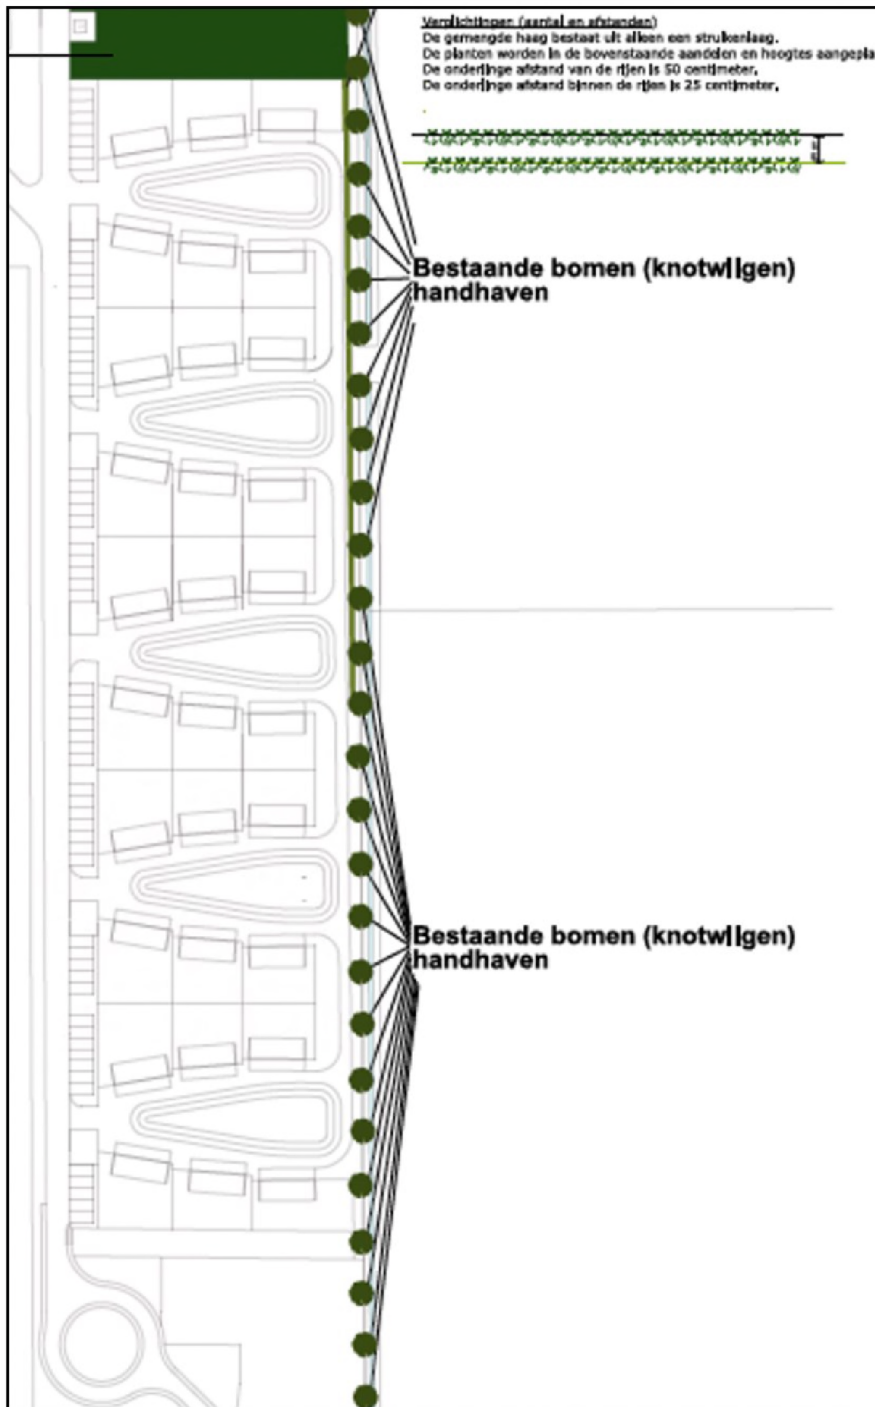 Verplichtingen (aantal en afstanden)
De gemengde haag bestaat uit alleen een struikenlaag.
De planten worden in de bovenstaande aandelen en hoogtes aangepla
De onderlinge afstand van de rijen is 50 centimeter.
De onderlinge afstand binnen de rijen is 25 centimeter.
Bestaande bomen (knotwilgen)
handhaven
Bestaande bomen (knotwilgen)
handhaven